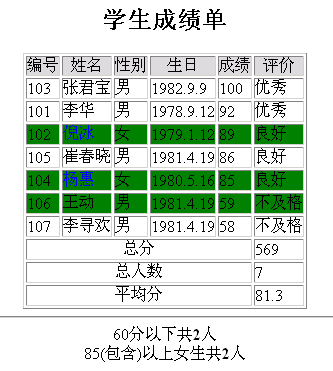 学生成绩单
编号 姓名 性别 生日 成绩 评价
103 张君宝 男 1982.9.9 100 优秀
101 李华 男 1978.9.12 92 优秀
102 倪冰 女 1979.1.12 89 良好
105 崔春晓 男 1981.4.19 86 良好
104 杨惠 女 1980.5.16 85 良好
106 王动 男 1981.4.19 59 不及格
107 李寻欢 男 1981.4.19 58 不及格
总分 569
总人数 7
平均分 81.3
60分以下共2人
85(包含)以上女生共2人